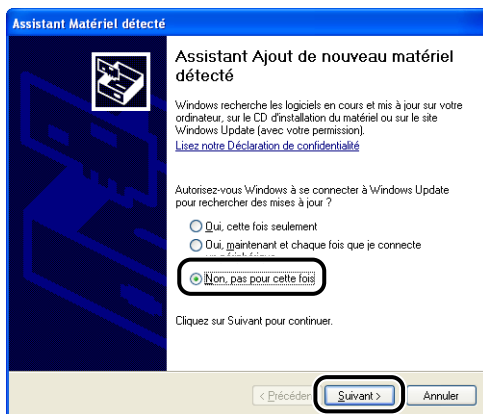 Assistant Matériel détecté
Assistant Ajout de nouveau matériel
détecté
Windows recherche les logiciels en cours et mis à jour sur votre
ordinateur, sur le CD d'installation du matériel ou sur le site
Windows Update (avec votre permission).
Lisez notre Déclaration de confidentialité
Autorisez-vous Windows à se connecter à Windows Update
pour rechercher des mises à jour ?
Oui, cette fois seulement
Oui, maintenant et chaque fois que je connecte
Non, pas pour cette fois
Cliquez sur Suivant pour continuer.
< Précéden Suivant > Annuler